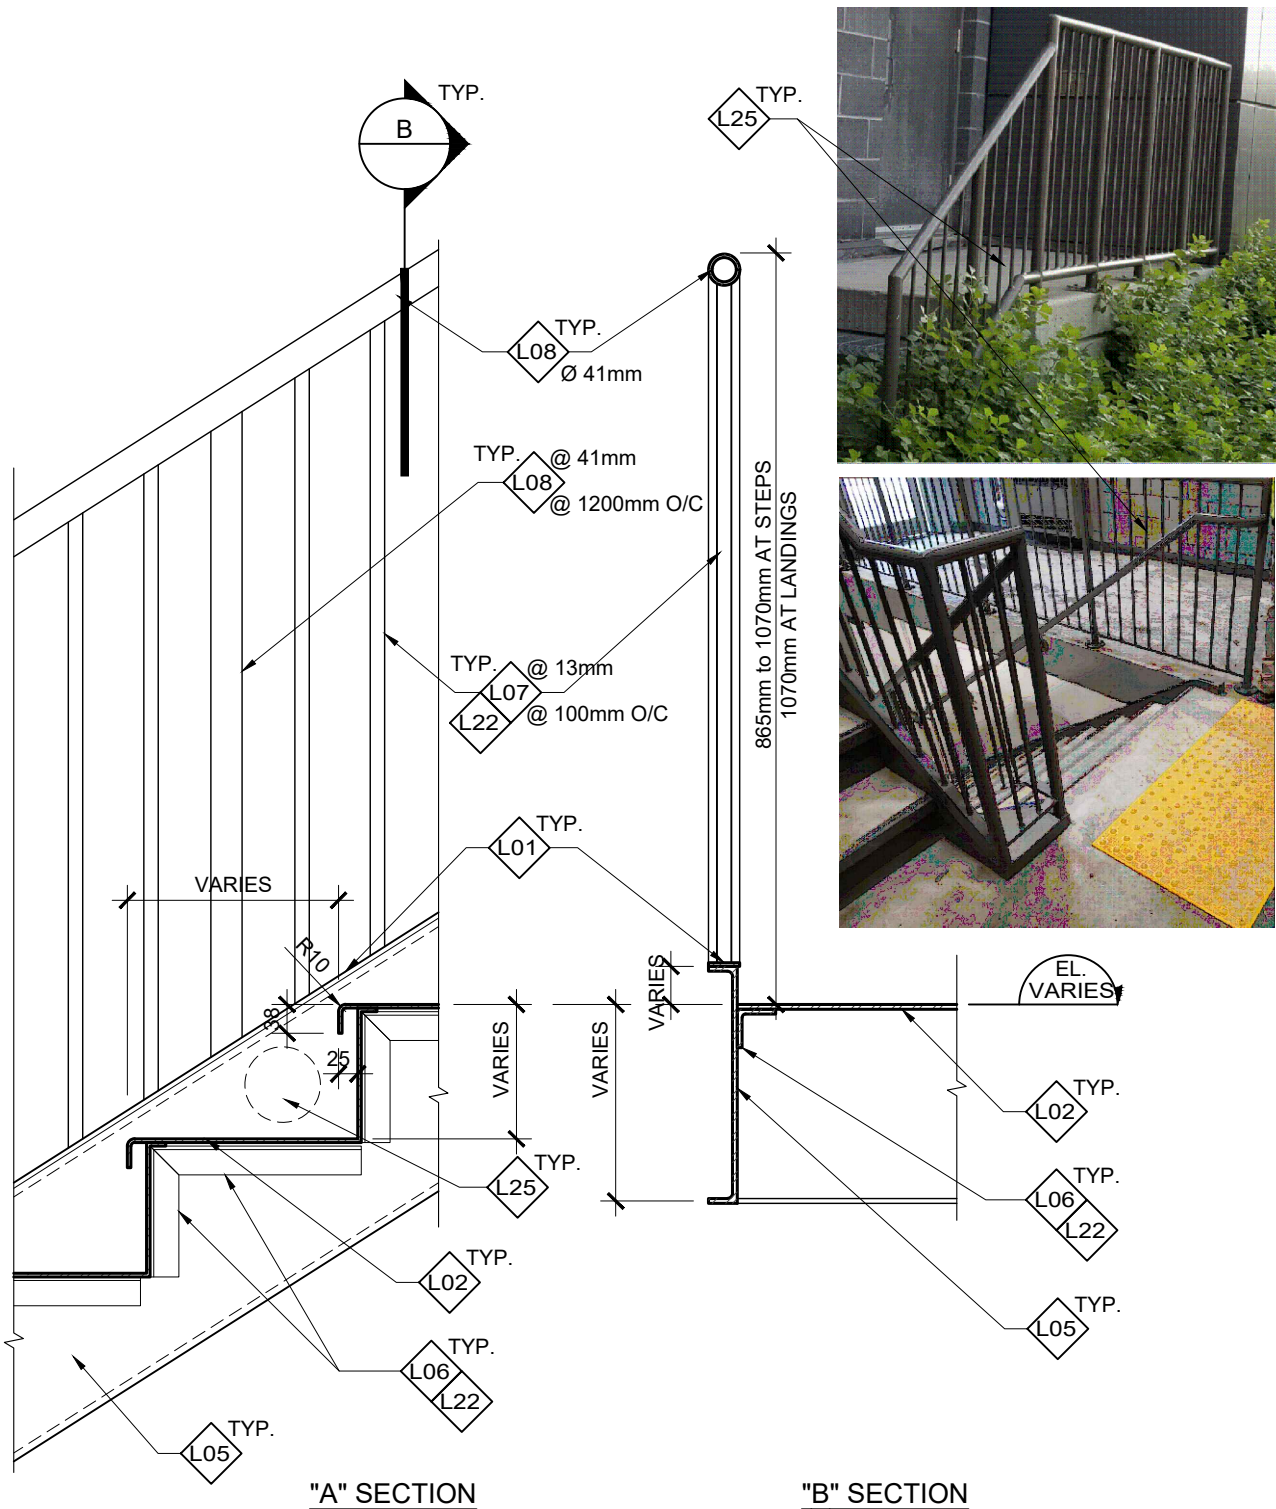 TYP.
B
TYP.
L25
TYP.
L08
Ø 41mm
TYP.
@ 41mm
L08
@ 1200mm O/C
865mm to 1070mm AT STEPS
1070mm AT LANDINGS
TYP.
@ 13mm
L07
L22
@ 100mm O/C
TYP.
L01
VARIES
R10
38
25
VARIES
VARIES
VARIES
EL.
VARIES
TYP.
L02
TYP.
L25
TYP.
L06
L22
TYP.
L02
TYP.
L05
TYP.
L06
L22
TYP.
L05
"A" SECTION
"B" SECTION